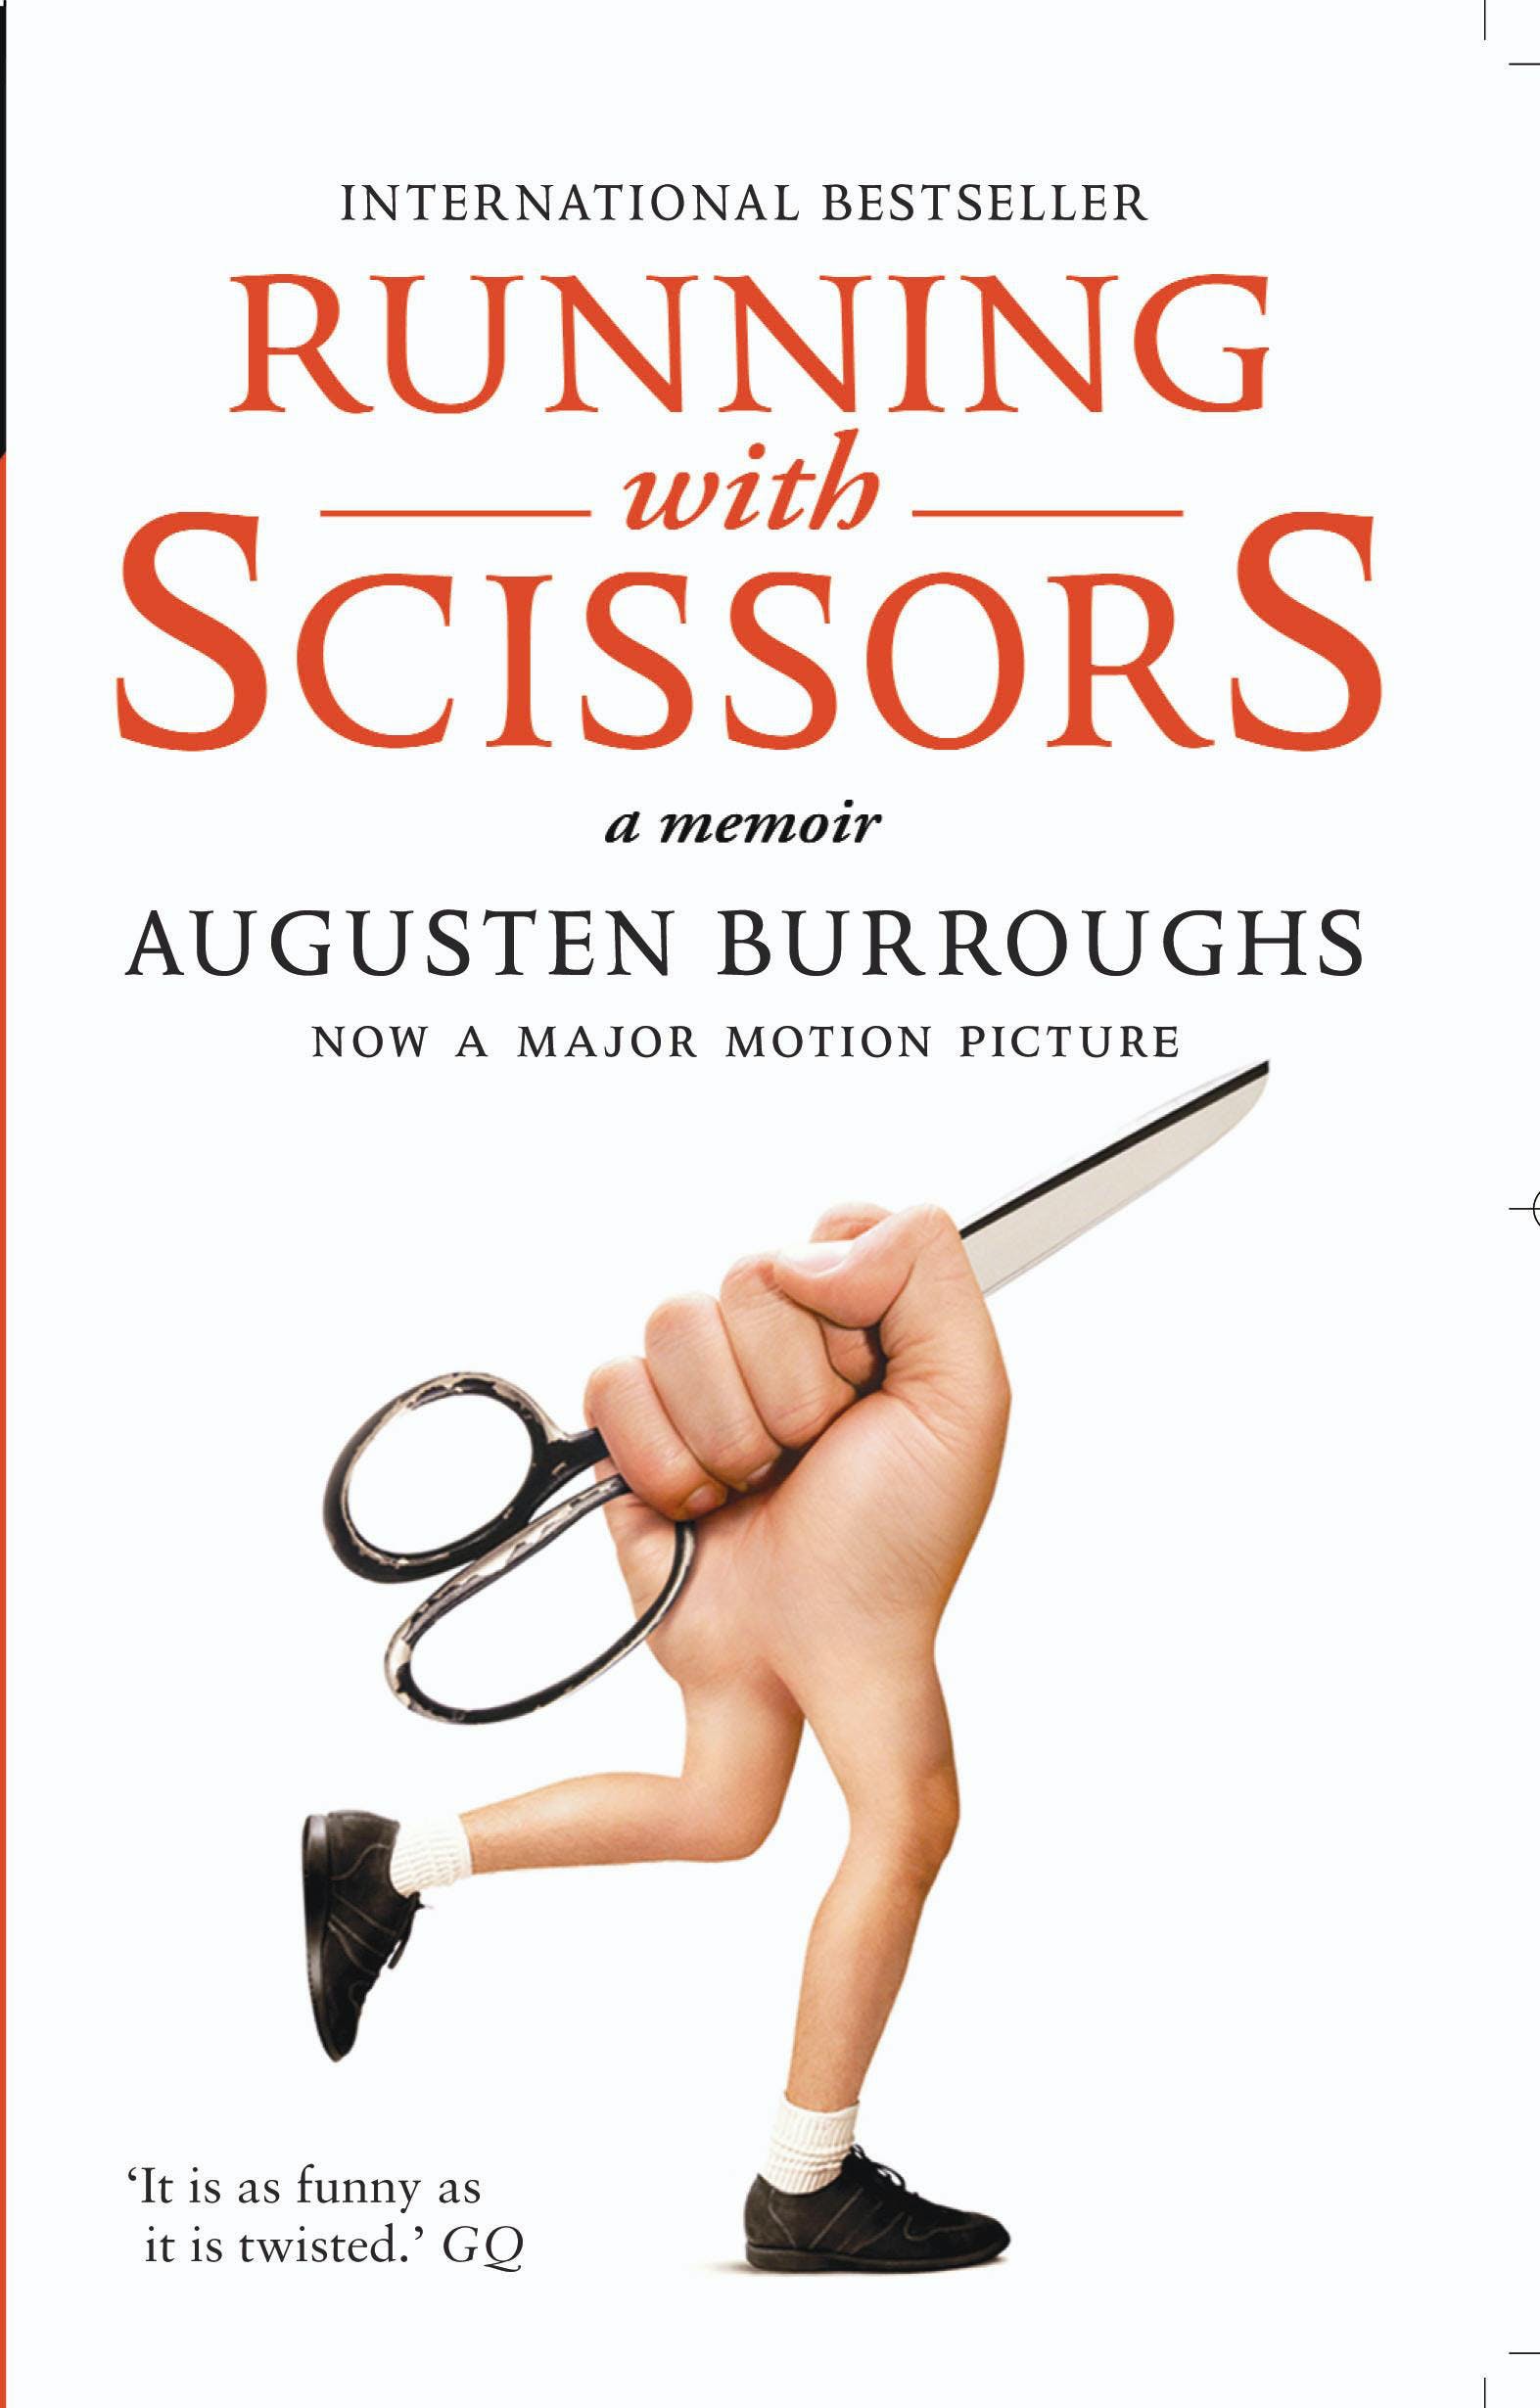 INTERNATIONAL BESTSELLER
RUNNING
with
SCISSORS
a memoir
AUGUSTEN BURROUGHS
NOW A MAJOR MOTION PICTURE
‘It is as funny as
it is twisted.’ GQ